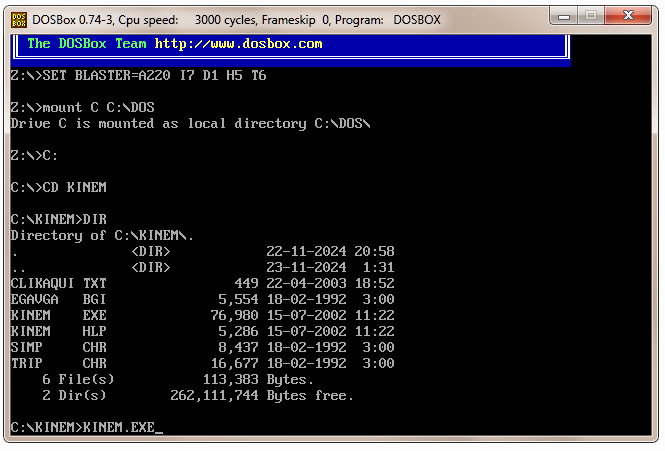 DOSBox 0.74-3, Cpu speed:    3000 cycles, Frameskip  0, Program:   DOSBOX
The DOSBox Team http://www.dosbox.com
Z:\>SET BLASTER=A220 I7 D1 H5 T6
Z:\>mount C C:\DOS
Drive C is mounted as local directory C:\DOS\
Z:\>C:
C:\>CD KINEM
C:\KINEM>DIR
Directory of C:\KINEM\.
.              <DIR>            22-11-2024 20:58
..             <DIR>            23-11-2024  1:31
CLIKAQUI TXT                449 22-04-2003 18:52
EGAVGA   BGI              5,554 18-02-1992  3:00
KINEM    EXE             76,980 15-07-2002 11:22
KINEM    HLP              5,286 15-07-2002 11:22
SIMP     CHR              8,437 18-02-1992  3:00
TRIP     CHR             16,677 18-02-1992  3:00
    6 File(s)           113,383 Bytes.
    2 Dir(s)        262,111,744 Bytes free.
C:\KINEM>KINEM.EXE_